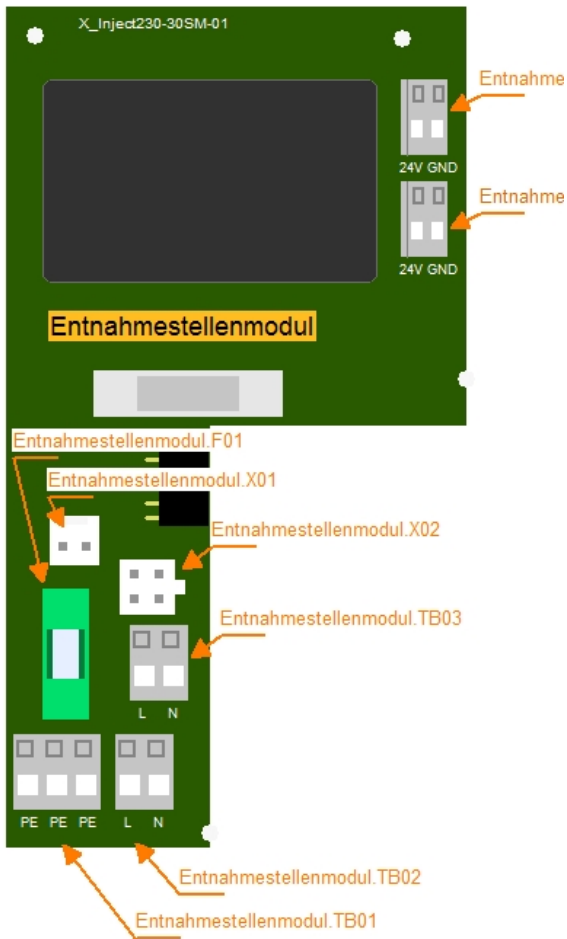 X_Inject230-30SM-01
Entnahme
24V GND
Entnahme
24V GND
Entnahmestellenmodul
Entnahmestellenmodul.F01
Entnahmestellenmodul.X01
Entnahmestellenmodul.X02
Entnahmestellenmodul.TB03
L N
PE PE PE L N
Entnahmestellenmodul.TB02
Entnahmestellenmodul.TB01